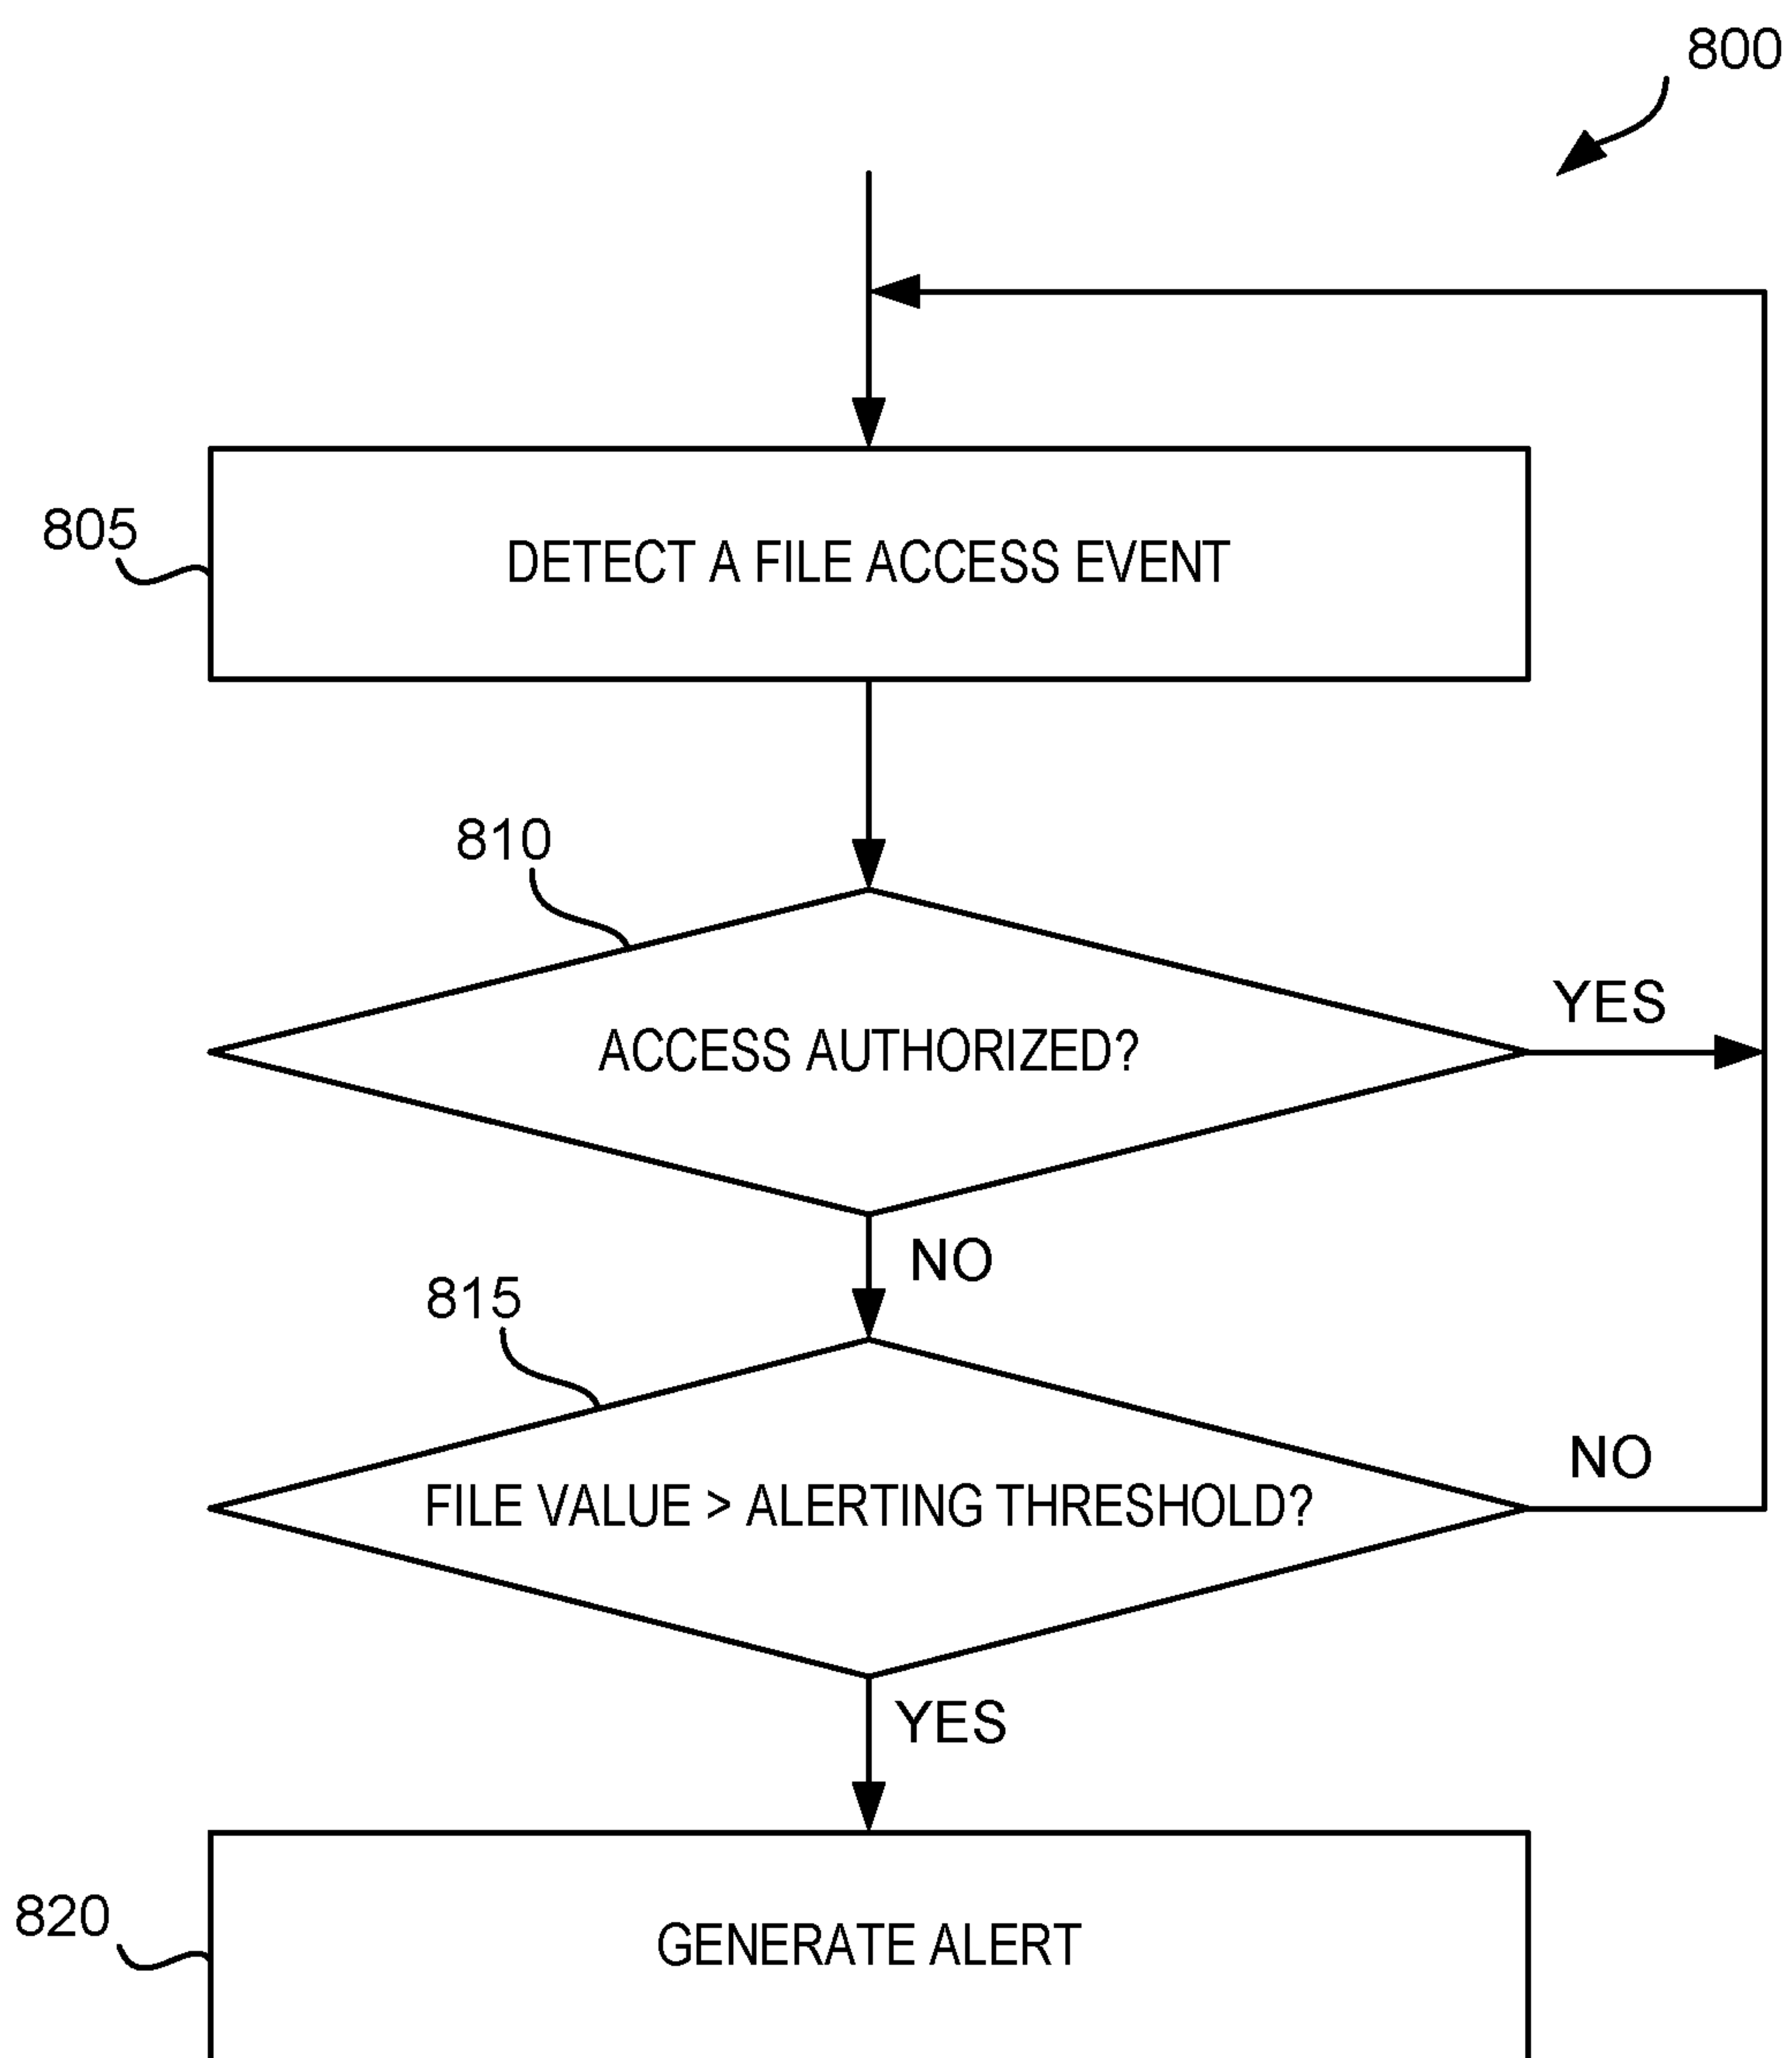 800
805
DETECT A FILE ACCESS EVENT
810
YES
ACCESS AUTHORIZED?
NO
815
NO
FILE VALUE > ALERTING THRESHOLD?
YES
820
GENERATE ALERT